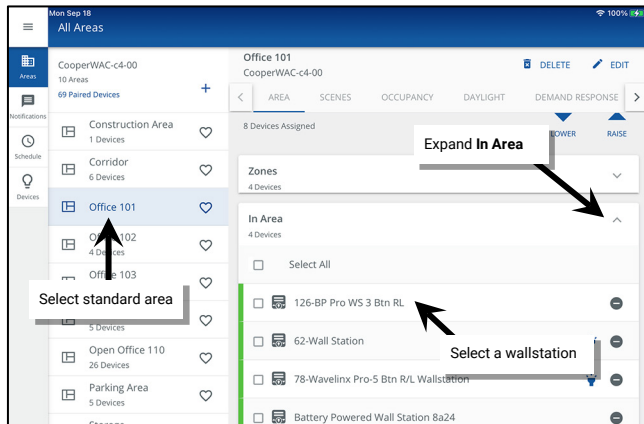 Mon Sep 18
100%
All Areas
Areas
Notifications
Schedule
Devices
CooperWAC-c4-00
10 Areas
69 Paired Devices
+
Construction Area
1 Devices
Corridor
6 Devices
Office 101
Office 102
4 Devices
Office 103
Select standard area
5 Devices
Open Office 110
26 Devices
Parking Area
5 Devices
Storage
Office 101
CooperWAC-c4-00
DELETE
EDIT
AREA SCENES OCCUPANCY DAYLIGHT DEMAND RESPONSE
8 Devices Assigned
LOWER
RAISE
Expand In Area
Zones
4 Devices
In Area
4 Devices
Select All
126-BP Pro WS 3 Btn RL
62-Wall Station
Select a wallstation
78-Wavelinx Pro-5 Btn R/L Wallstation
Battery Powered Wall Station 8a24